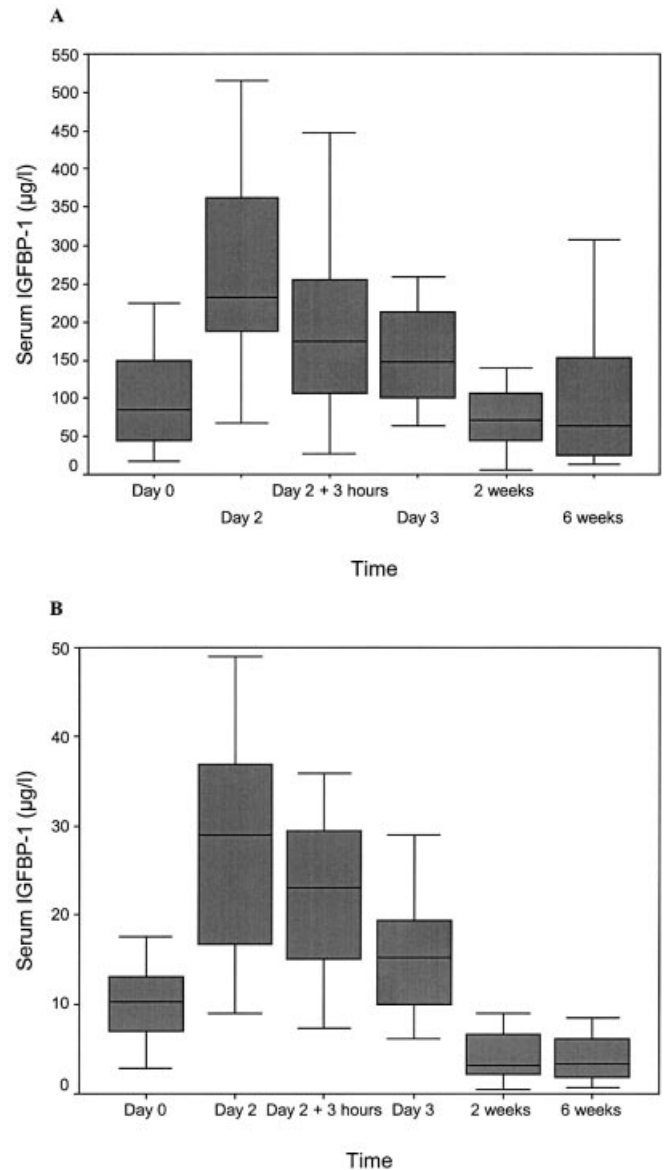 A
550
500
450
400
350
300
250
200
150
100
50
0
Serum IGFBP-1 (µg/l)
Day 0 Day 2 + 3 hours 2 weeks
Day 2 Day 3 6 weeks
Time
B
50
40
30
20
10
0
Serum IGFBP-1 (µg/l)
Day 0 Day 2 Day 2 + 3 hours Day 3 2 weeks 6 weeks
Time